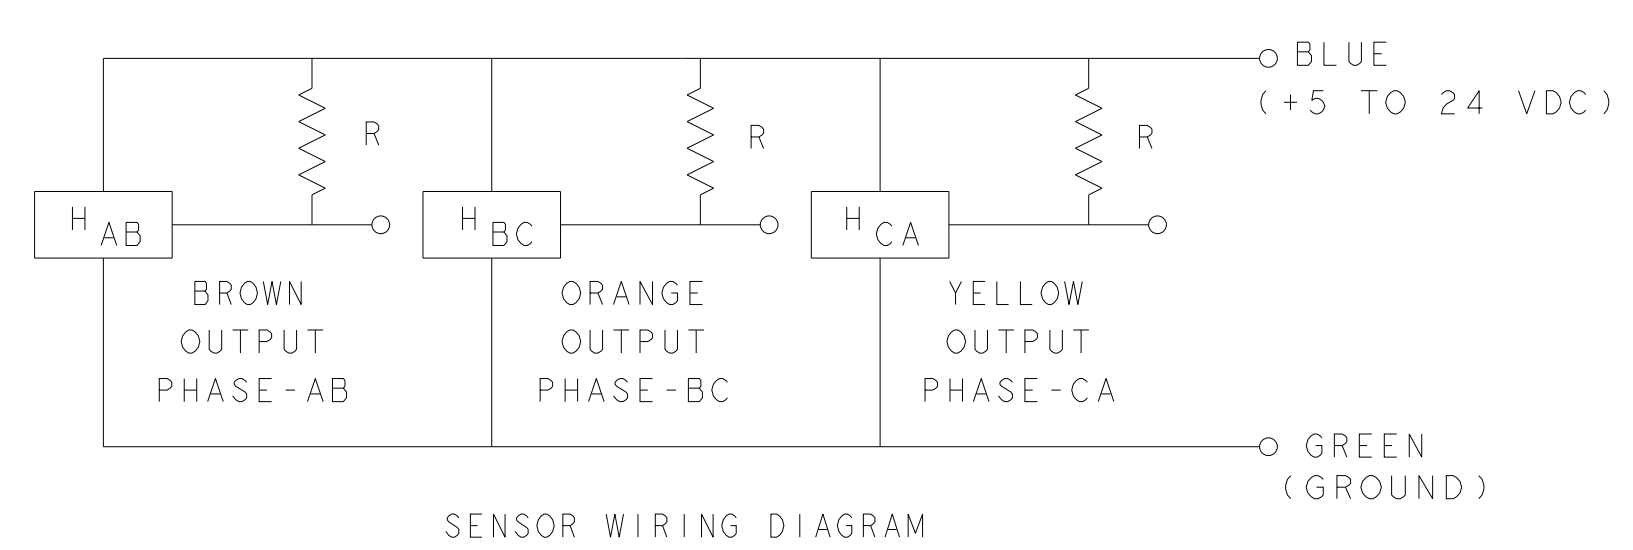 BLUE
(+5 TO 24 VDC)
R
R
R
H AB
H BC
H CA
BROWN
OUTPUT
PHASE-AB
ORANGE
OUTPUT
PHASE-BC
YELLOW
OUTPUT
PHASE-CA
GREEN
(GROUND)
SENSOR WIRING DIAGRAM